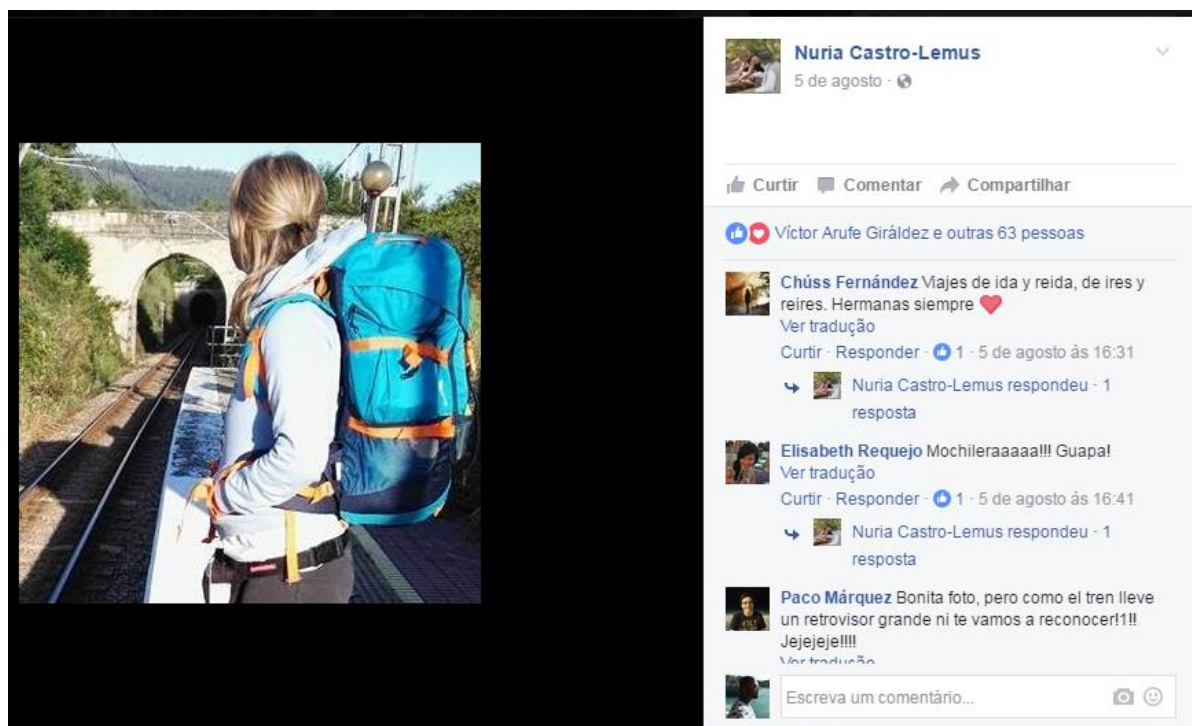 Nuria Castro-Lemus
5 de agosto ·
Curtir Comentar Compartilhar
Víctor Arufe Giráldez e outras 63 pessoas
Chúss Fernández Viajes de ida y reida, de ires y
reires. Hermanas siempre
Ver tradução
Curtir · Responder · 1 · 5 de agosto às 16:31
Nuria Castro-Lemus respondeu · 1
resposta
Elisabeth Requejo Mochileraaaaa!!! Guapa!
Ver tradução
Curtir · Responder · 1 · 5 de agosto às 16:41
Nuria Castro-Lemus respondeu · 1
resposta
Paco Márquez Bonita foto, pero como el tren lleve
un retrovisor grande ni te vamos a reconocer!1!!
Jejejeje!!!!
Ver tradução
Escreva um comentário...